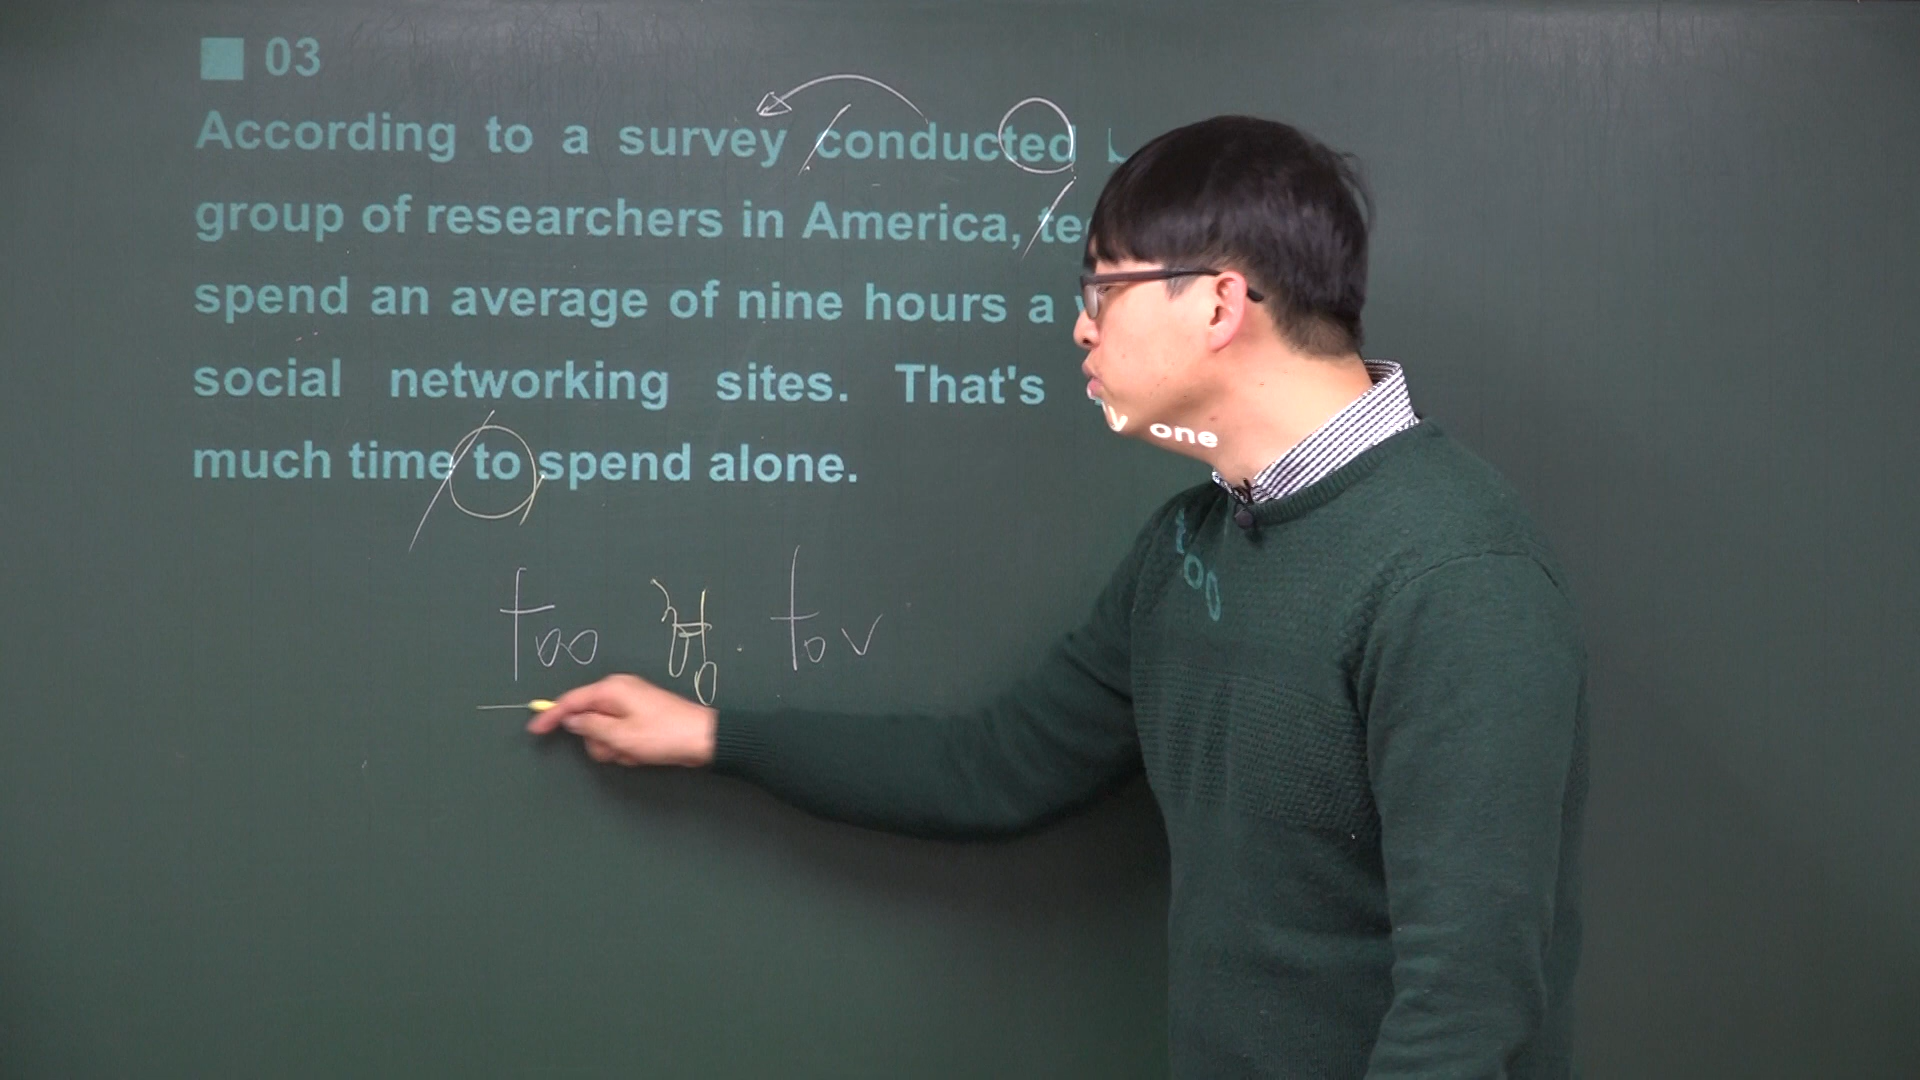 ■ 03
According to a survey conducted
group of researchers in America,
spend an average of nine hours a
social networking sites. That's
one
much time to spend alone.
too
too 형. to v